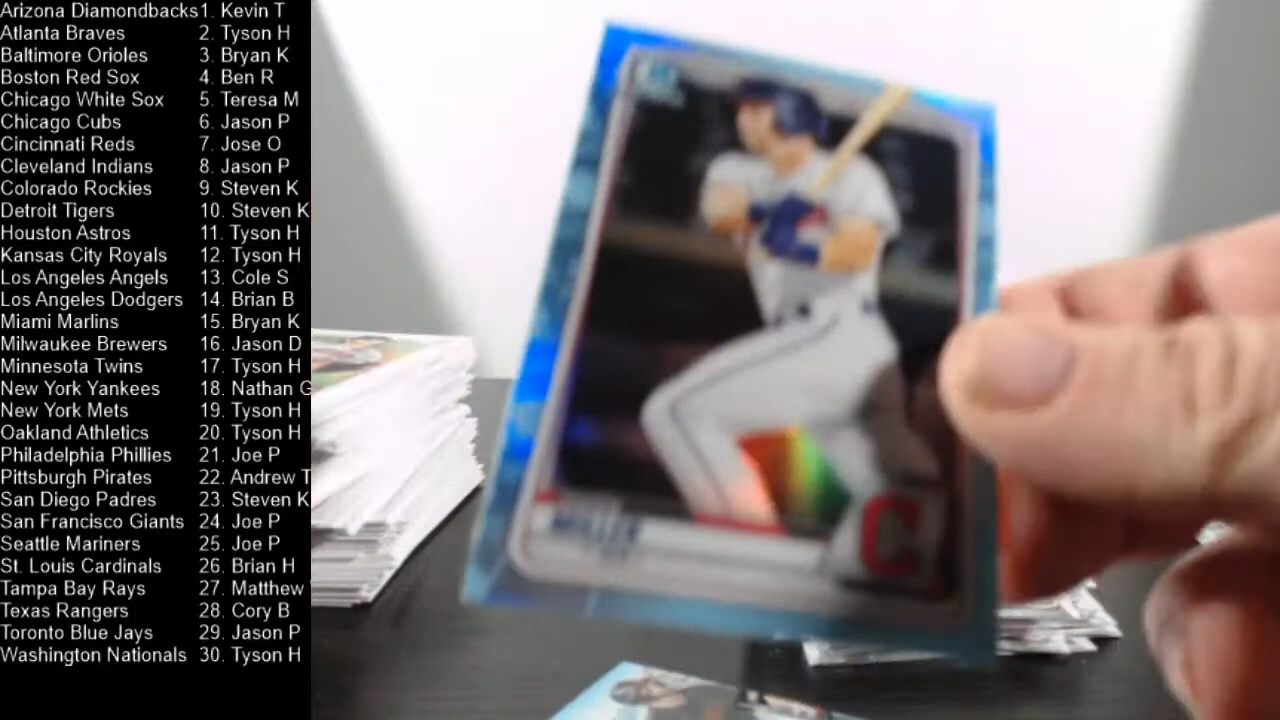 Arizona Diamondbacks 1. Kevin T
Atlanta Braves 2. Tyson H
Baltimore Orioles 3. Bryan K
Boston Red Sox 4. Ben R
Chicago White Sox 5. Teresa M
Chicago Cubs 6. Jason P
Cincinnati Reds 7. Jose O
Cleveland Indians 8. Jason P
Colorado Rockies 9. Steven K
Detroit Tigers 10. Steven K
Houston Astros 11. Tyson H
Kansas City Royals 12. Tyson H
Los Angeles Angels 13. Cole S
Los Angeles Dodgers 14. Brian B
Miami Marlins 15. Bryan K
Milwaukee Brewers 16. Jason D
Minnesota Twins 17. Tyson H
New York Yankees 18. Nathan G
New York Mets 19. Tyson H
Oakland Athletics 20. Tyson H
Philadelphia Phillies 21. Joe P
Pittsburgh Pirates 22. Andrew T
San Diego Padres 23. Steven K
San Francisco Giants 24. Joe P
Seattle Mariners 25. Joe P
St. Louis Cardinals 26. Brian H
Tampa Bay Rays 27. Matthew
Texas Rangers 28. Cory B
Toronto Blue Jays 29. Jason P
Washington Nationals 30. Tyson H
MILLER
C